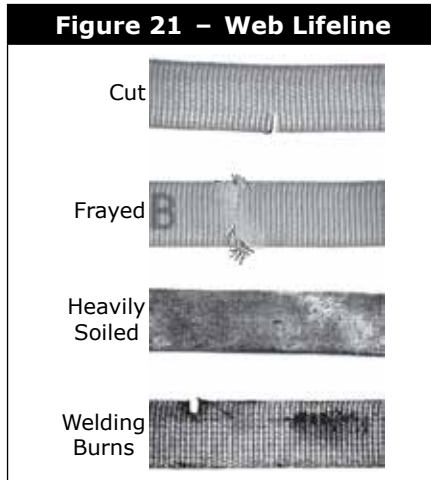 Figure 21 – Web Lifeline
Cut
Frayed
B
Heavily
Soiled
Welding
Burns